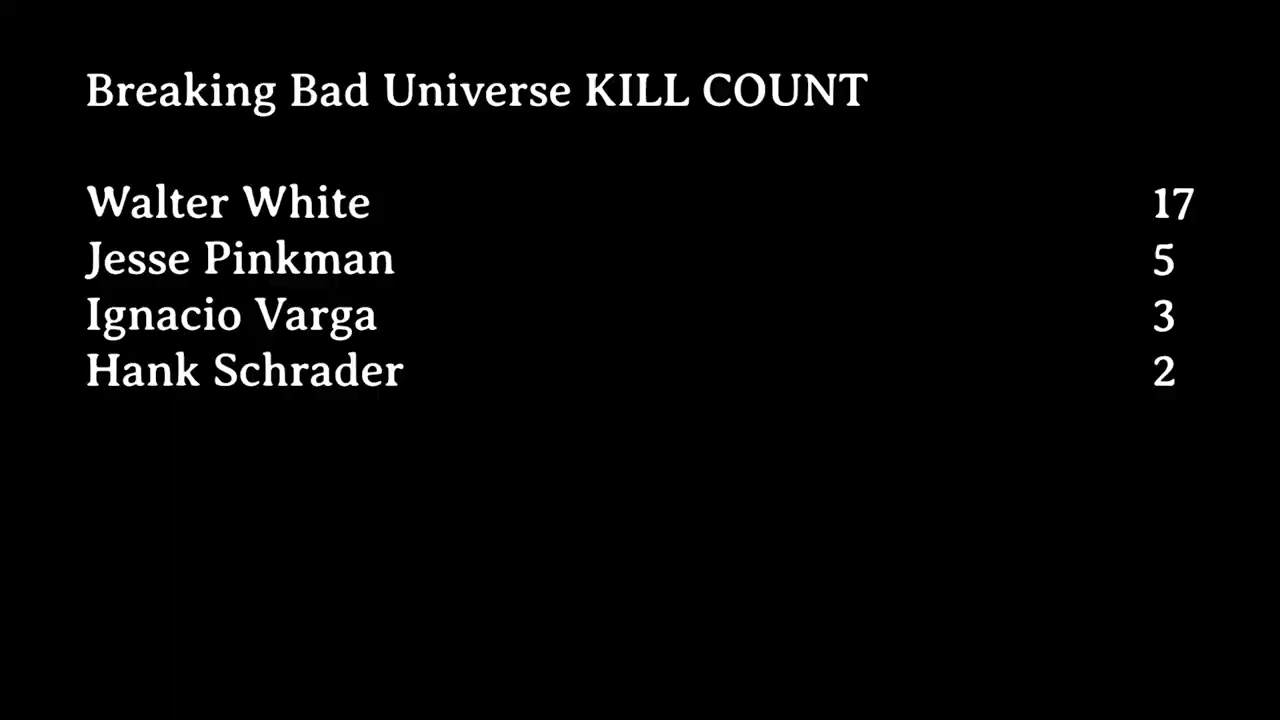 Breaking Bad Universe KILL COUNT
Walter White 17
Jesse Pinkman 5
Ignacio Varga 3
Hank Schrader 2